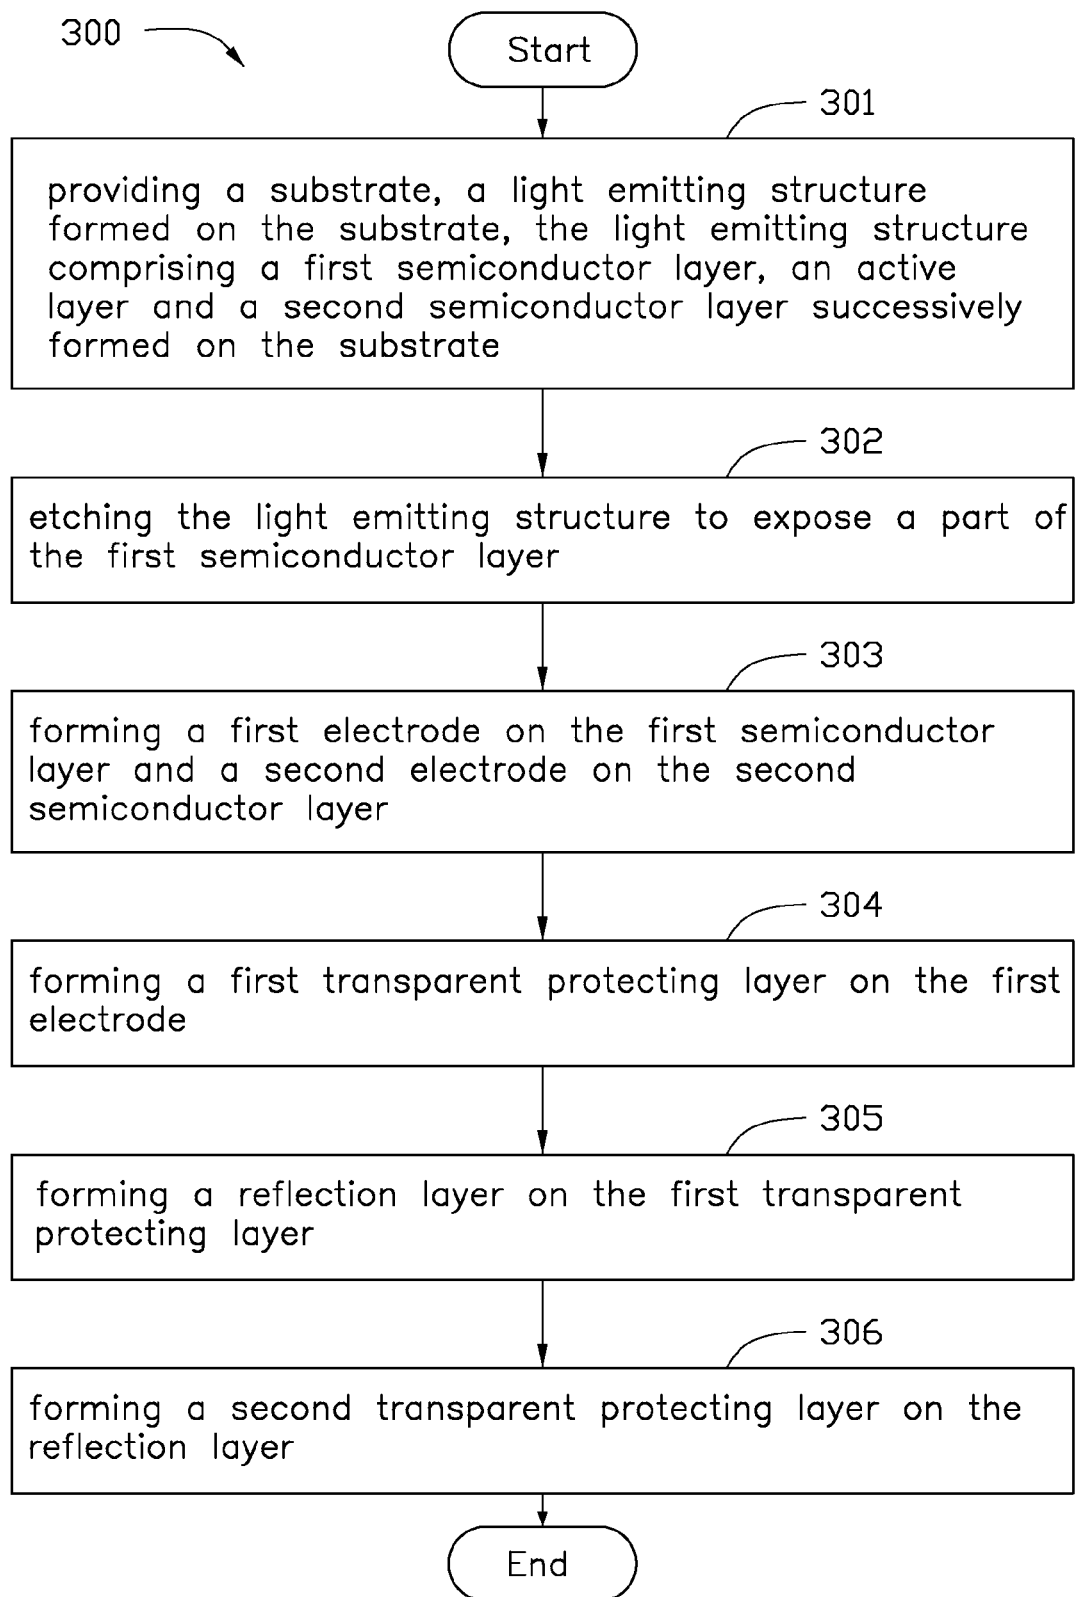 300
Start
301
providing a substrate, a light emitting structure
formed on the substrate, the light emitting structure
comprising a first semiconductor layer, an active
layer and a second semiconductor layer successively
formed on the substrate
302
etching the light emitting structure to expose a part of
the first semiconductor layer
303
forming a first electrode on the first semiconductor
layer and a second electrode on the second
semiconductor layer
304
forming a first transparent protecting layer on the first
electrode
305
forming a reflection layer on the first transparent
protecting layer
306
forming a second transparent protecting layer on the
reflection layer
End